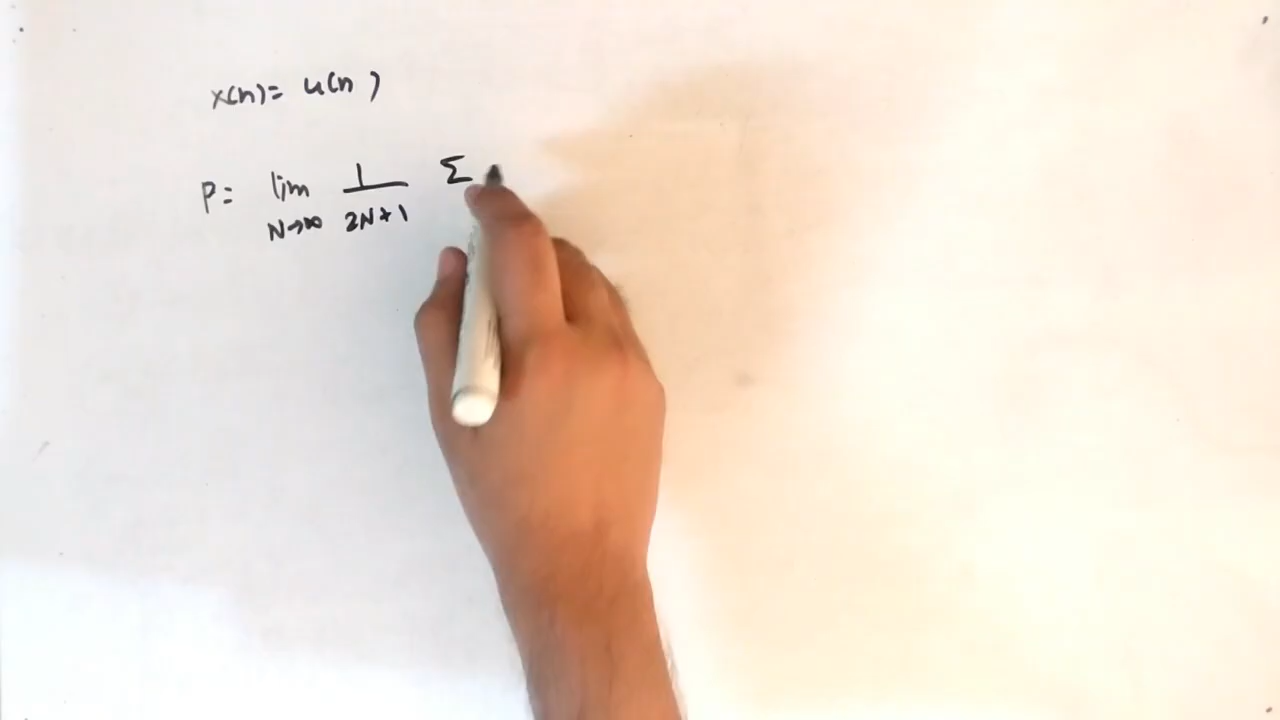 x(n)= u(n)
P= lim 1/2N+1 Σ
N→∞